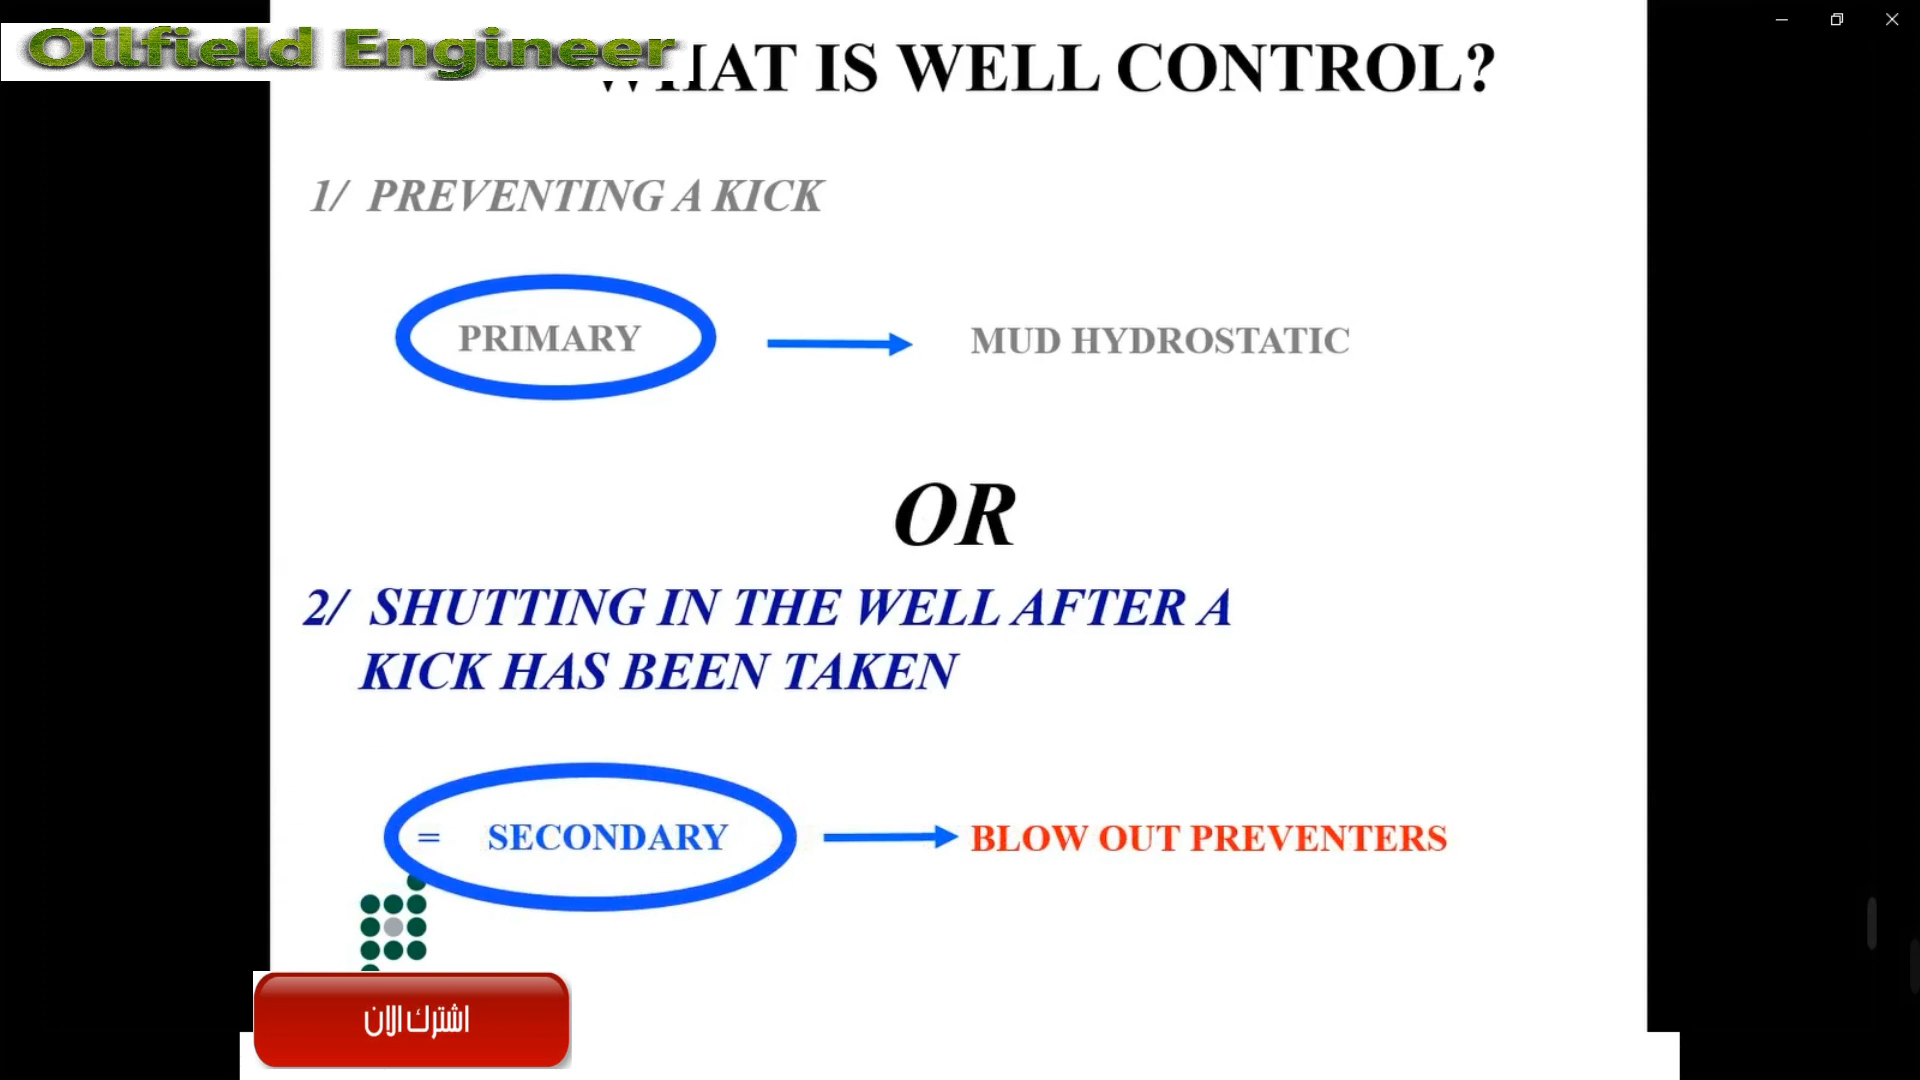 Oilfield Engineer
WHAT IS WELL CONTROL?
1/ PREVENTING A KICK
PRIMARY
MUD HYDROSTATIC
OR
2/ SHUTTING IN THE WELL AFTER A
KICK HAS BEEN TAKEN
= SECONDARY
BLOW OUT PREVENTERS
اشترك الان